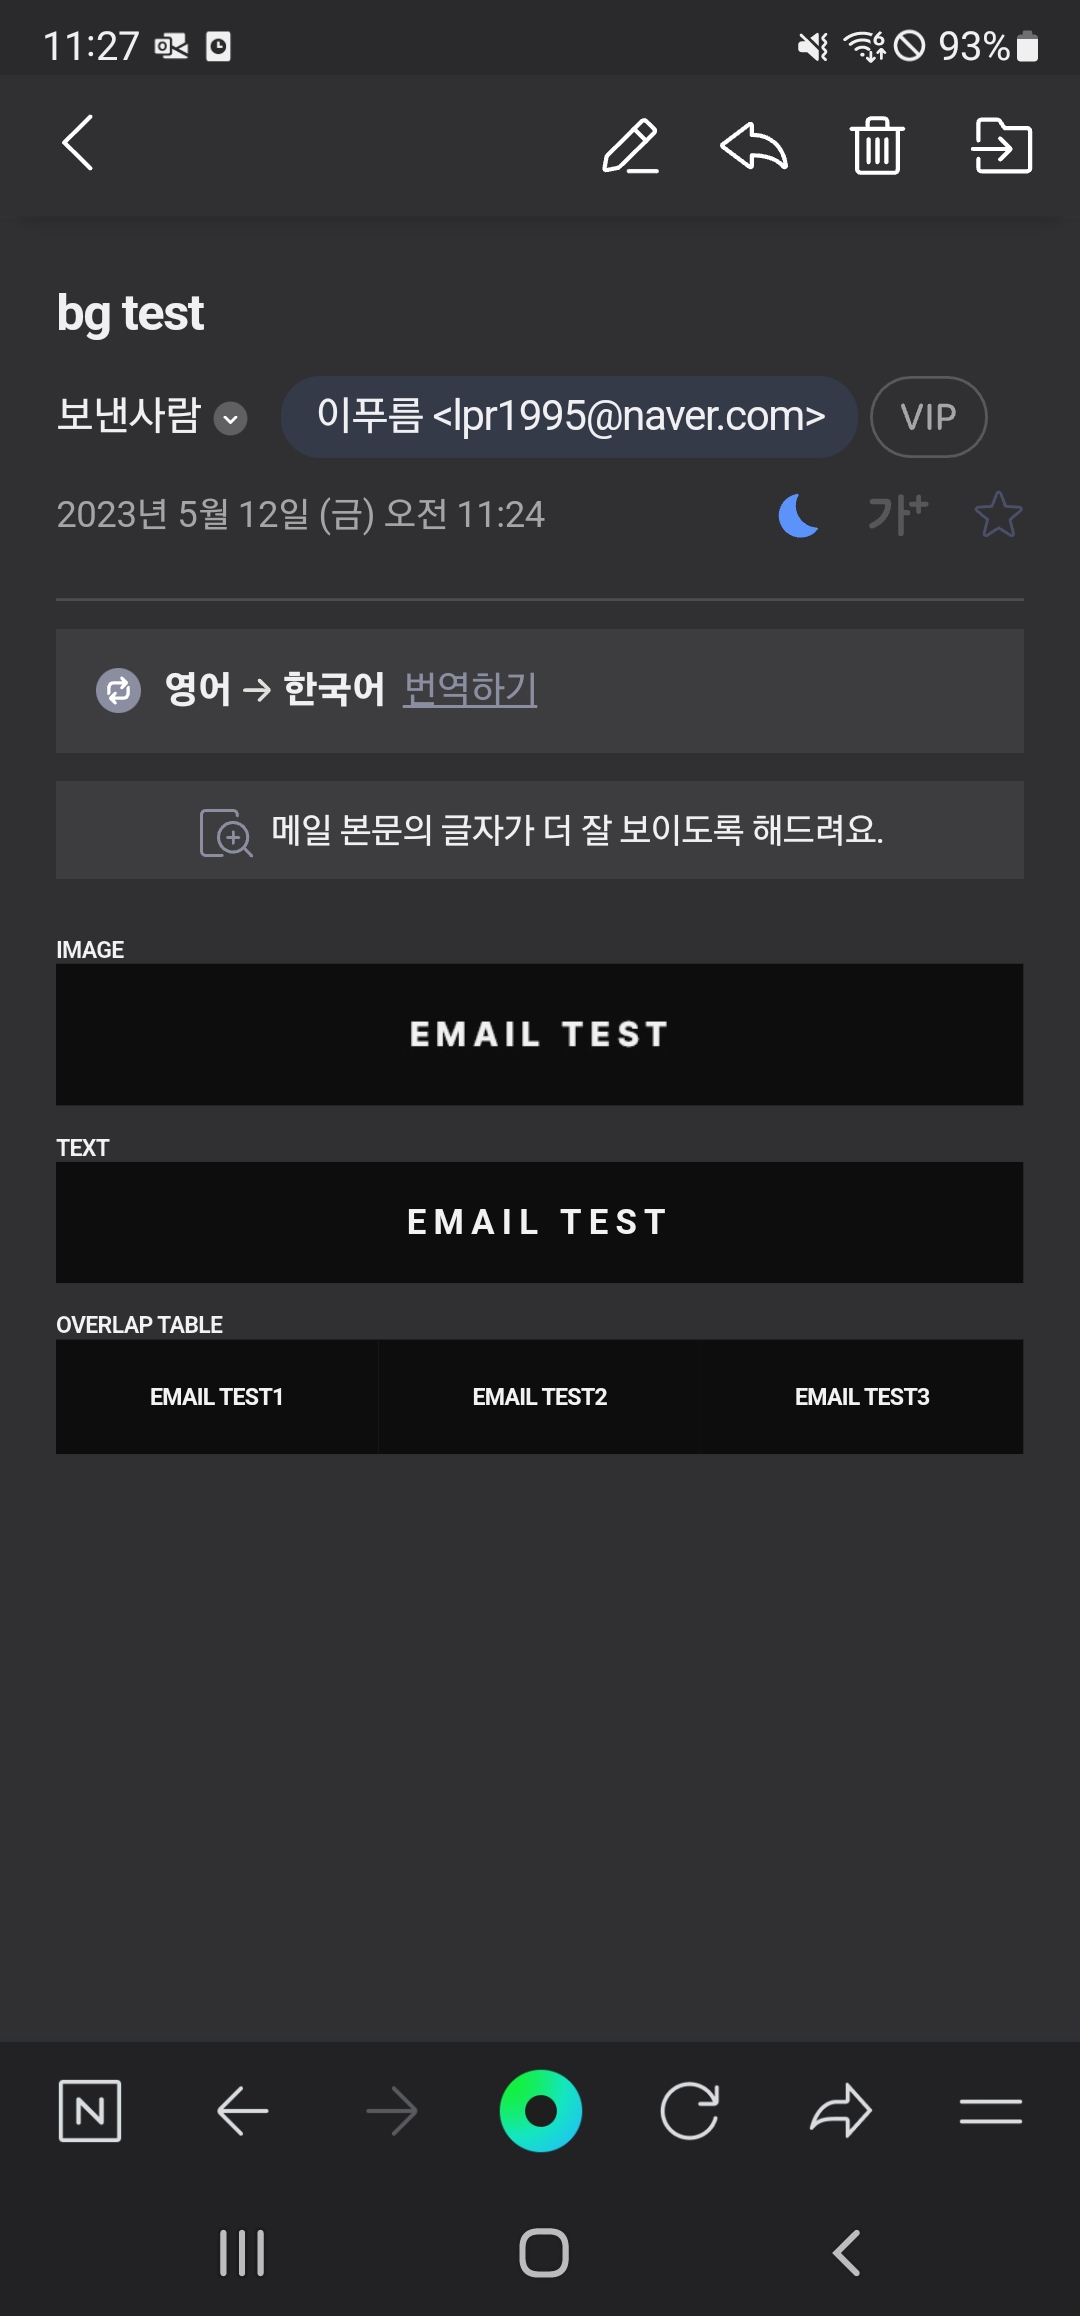 11:27
93%
bg test
보낸사람 이푸름 <lpr1995@naver.com> VIP
2023년 5월 12일 (금) 오전 11:24 가+
영어 → 한국어 번역하기
메일 본문의 글자가 더 잘 보이도록 해드려요.
IMAGE
EMAIL TEST
TEXT
EMAIL TEST
OVERLAP TABLE
EMAIL TEST1 EMAIL TEST2 EMAIL TEST3
N